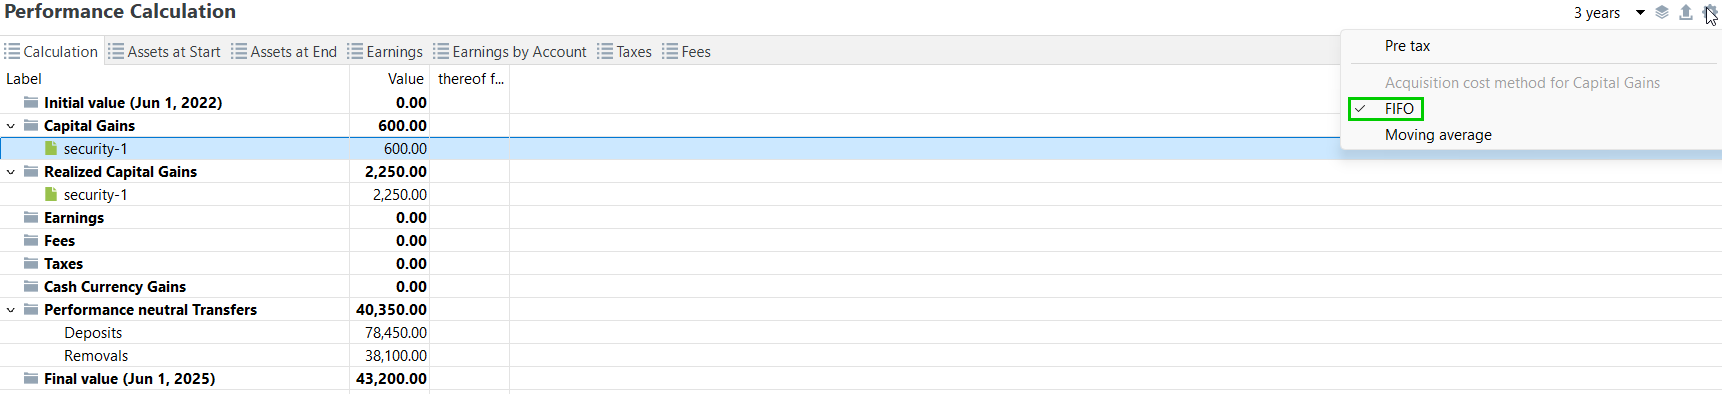 Performance Calculation
3 years
Calculation Assets at Start Assets at End Earnings Earnings by Account Taxes Fees
Pre tax
Acquisition cost method for Capital Gains
FIFO
Moving average
Label Value thereof f...
Initial value (Jun 1, 2022) 0.00
Capital Gains 600.00
security-1 600.00
Realized Capital Gains 2,250.00
security-1 2,250.00
Earnings 0.00
Fees 0.00
Taxes 0.00
Cash Currency Gains 0.00
Performance neutral Transfers 40,350.00
Deposits 78,450.00
Removals 38,100.00
Final value (Jun 1, 2025) 43,200.00